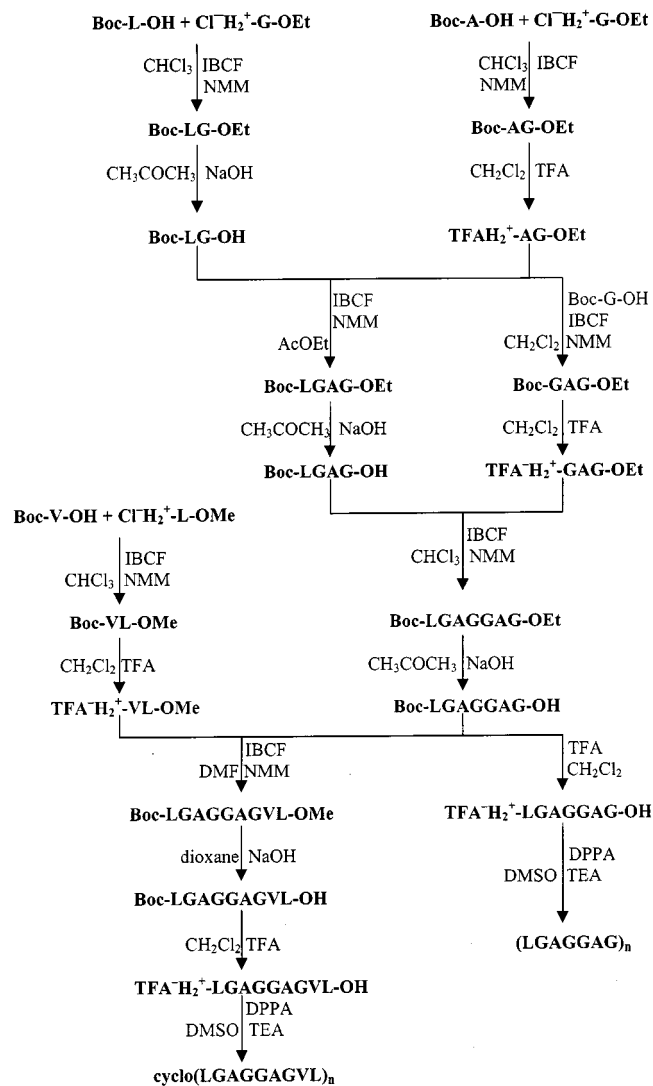 Boc-L-OH + Cl⁻H₂⁺-G-OEt
CHCl₃ IBCF
NMM
Boc-LG-OEt
CH₃COCH₃ NaOH
Boc-LG-OH
Boc-A-OH + Cl⁻H₂⁺-G-OEt
CHCl₃ IBCF
NMM
Boc-AG-OEt
CH₂Cl₂ TFA
TFAH₂⁺-AG-OEt
IBCF
NMM
AcOEt
Boc-LGAG-OEt
CH₃COCH₃ NaOH
Boc-LGAG-OH
Boc-G-OH
IBCF
CH₂Cl₂ NMM
Boc-GAG-OEt
CH₂Cl₂ TFA
TFA⁻H₂⁺-GAG-OEt
Boc-V-OH + Cl⁻H₂⁺-L-OMe
IBCF
CHCl₃ NMM
Boc-VL-OMe
CH₂Cl₂ TFA
TFA⁻H₂⁺-VL-OMe
IBCF
CHCl₃ NMM
Boc-LGAGGAG-OEt
CH₃COCH₃ NaOH
Boc-LGAGGAG-OH
IBCF
DMF NMM
Boc-LGAGGAGVL-OMe
dioxane NaOH
Boc-LGAGGAGVL-OH
CH₂Cl₂ TFA
TFA⁻H₂⁺-LGAGGAGVL-OH
DPPA
DMSO TEA
cyclo(LGAGGAGVL)ₙ
TFA
CH₂Cl₂
TFA⁻H₂⁺-LGAGGAG-OH
DPPA
DMSO TEA
(LGAGGAG)ₙ